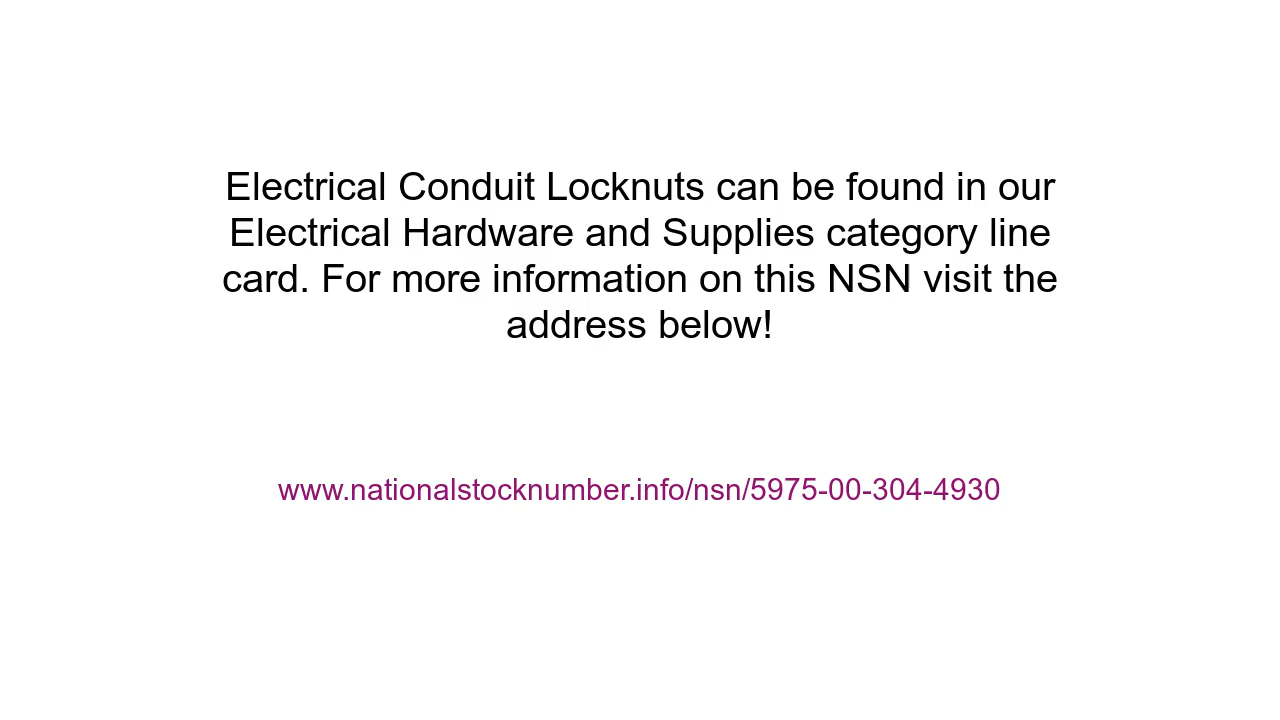 Electrical Conduit Locknuts can be found in our
Electrical Hardware and Supplies category line
card. For more information on this NSN visit the
address below!
www.nationalstocknumber.info/nsn/5975-00-304-4930